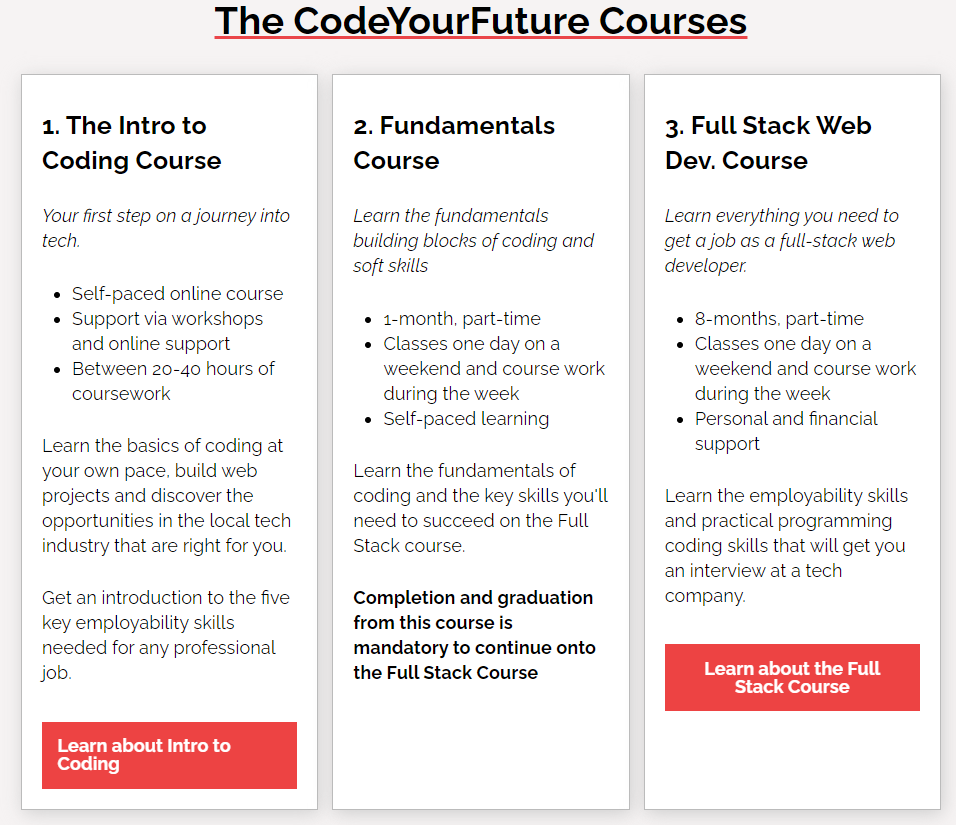 The CodeYourFuture Courses
1. The Intro to
Coding Course
Your first step on a journey into
tech.
Self-paced online course
Support via workshops
and online support
Between 20-40 hours of
coursework
Learn the basics of coding at
your own pace, build web
projects and discover the
opportunities in the local tech
industry that are right for you.
Get an introduction to the five
key employability skills
needed for any professional
job.
Learn about Intro to
Coding
2. Fundamentals
Course
Learn the fundamentals
building blocks of coding and
soft skills
1-month, part-time
Classes one day on a
weekend and course work
during the week
Self-paced learning
Learn the fundamentals of
coding and the key skills you'll
need to succeed on the Full
Stack course.
Completion and graduation
from this course is
mandatory to continue onto
the Full Stack Course
3. Full Stack Web
Dev. Course
Learn everything you need to
get a job as a full-stack web
developer.
8-months, part-time
Classes one day on a
weekend and course work
during the week
Personal and financial
support
Learn the employability skills
and practical programming
coding skills that will get you
an interview at a tech
company.
Learn about the Full
Stack Course